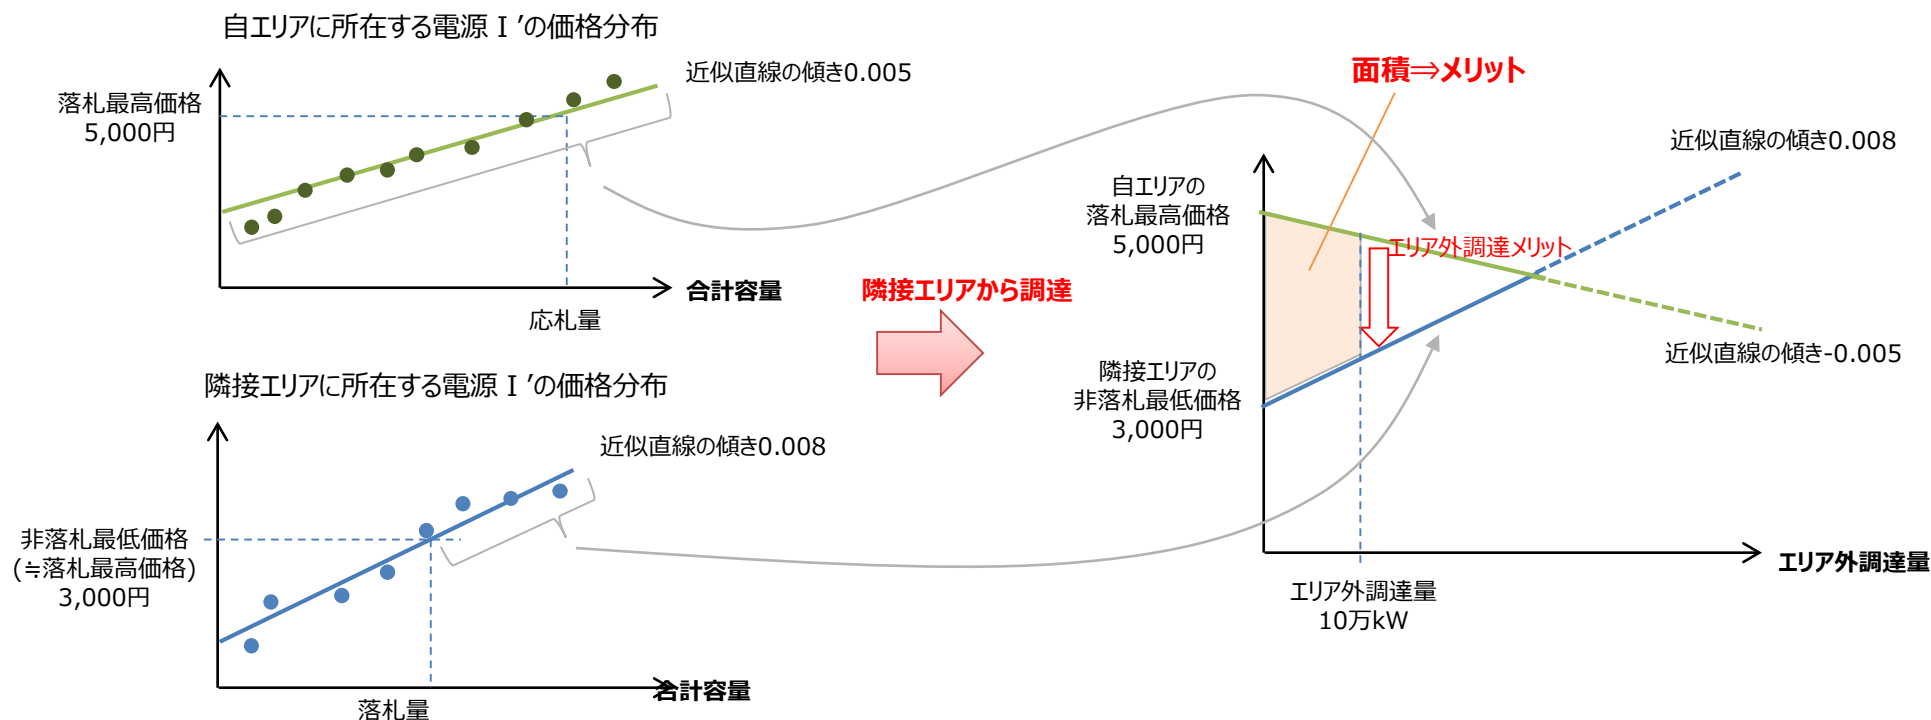 自エリアに所在する電源Ⅰ’の価格分布
近似直線の傾き0.005
落札最高価格
5,000円
合計容量
応札量
隣接エリアに所在する電源Ⅰ’の価格分布
近似直線の傾き0.008
非落札最低価格
(≒落札最高価格)
3,000円
合計容量
落札量
隣接エリアから調達
面積⇒メリット
近似直線の傾き0.008
自エリアの
落札最高価格
5,000円
エリア外調達メリット
近似直線の傾き-0.005
隣接エリアの
非落札最低価格
3,000円
エリア外調達量
エリア外調達量
10万kW